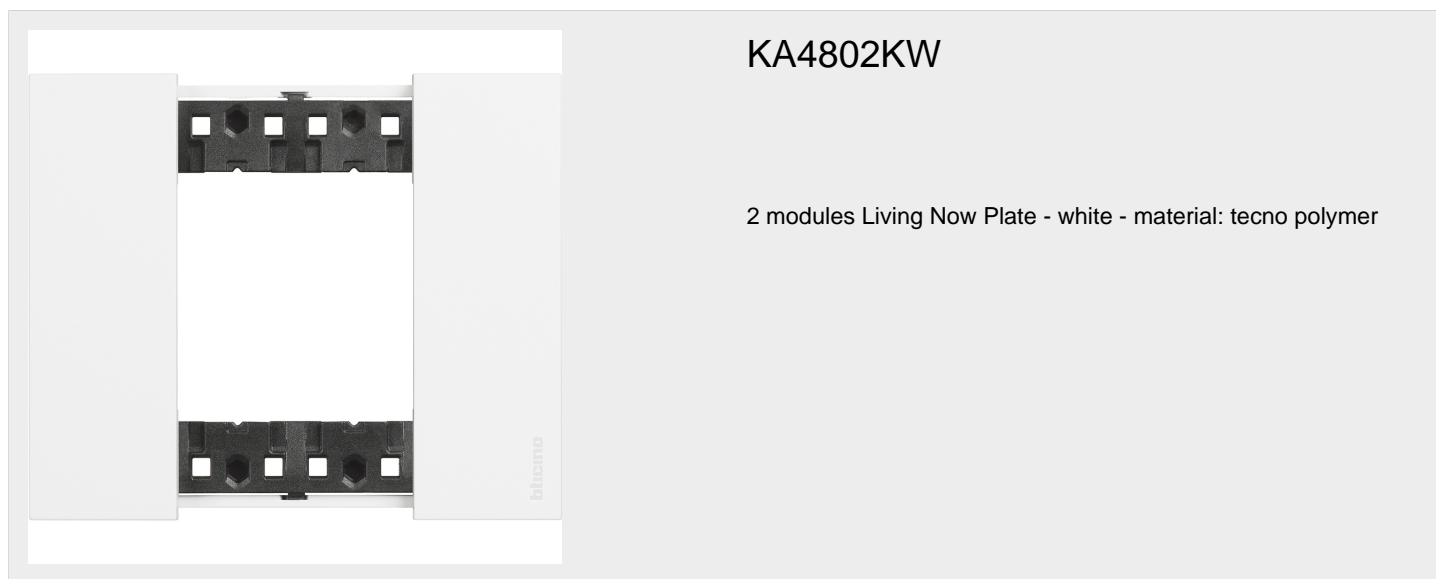 KA4802KW
2 modules Living Now Plate - white - material: tecno polymer
bticino